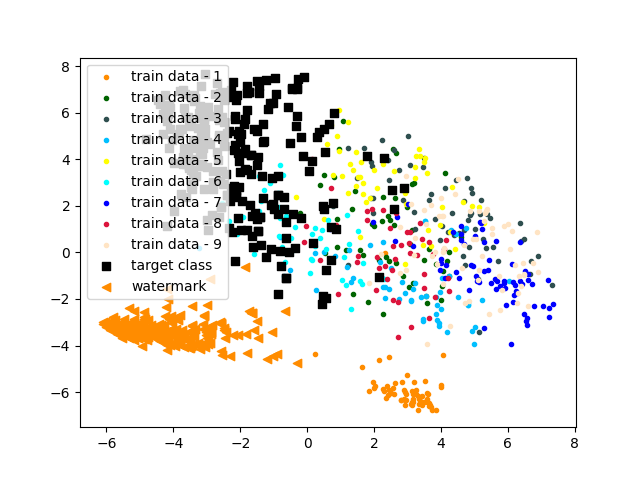 8
6
4
2
0
−2
−4
−6
train data - 1
train data - 2
train data - 3
train data - 4
train data - 5
train data - 6
train data - 7
train data - 8
train data - 9
target class
watermark
−6 −4 −2 0 2 4 6 8